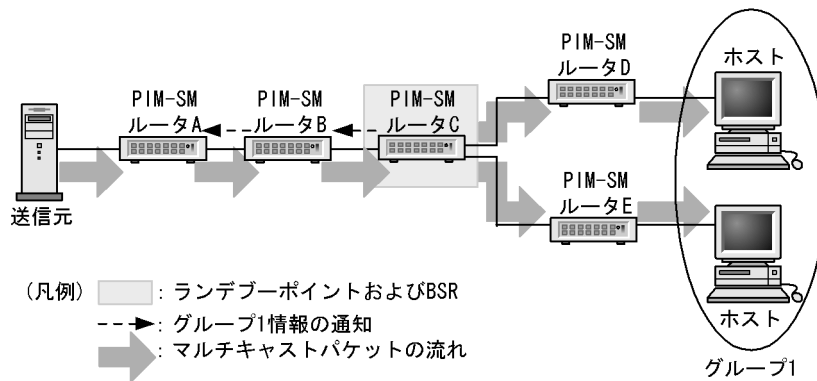 PIM-SM
ルータD
ホスト
PIM-SM
ルータA
PIM-SM
ルータB
PIM-SM
ルータC
送信元
PIM-SM
ルータE
ホスト
グループ1
(凡例)
: ランデブーポイントおよびBSR
: グループ1情報の通知
: マルチキャストパケットの流れ